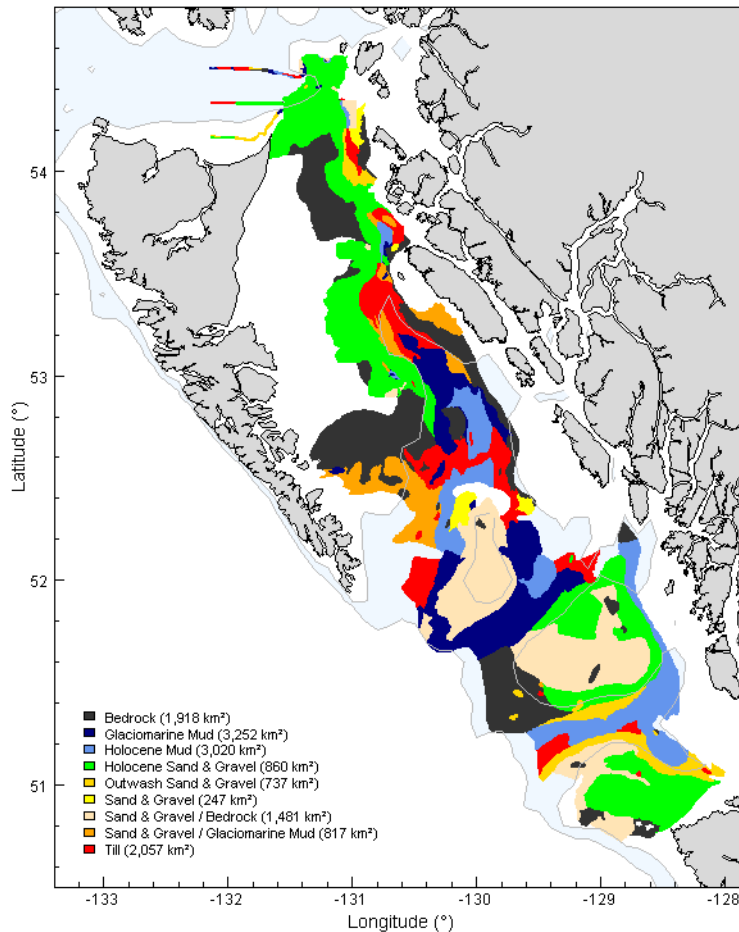 54
53
52
51
Latitude (°)
Bedrock (1,918 km²)
Glaciomarine Mud (3,252 km²)
Holocene Mud (3,020 km²)
Holocene Sand & Gravel (860 km²)
Outwash Sand & Gravel (737 km²)
Sand & Gravel (247 km²)
Sand & Gravel / Bedrock (1,481 km²)
Sand & Gravel / Glaciomarine Mud (817 km²)
Till (2,057 km²)
-133 -132 -131 -130 -129 -128
Longitude (°)